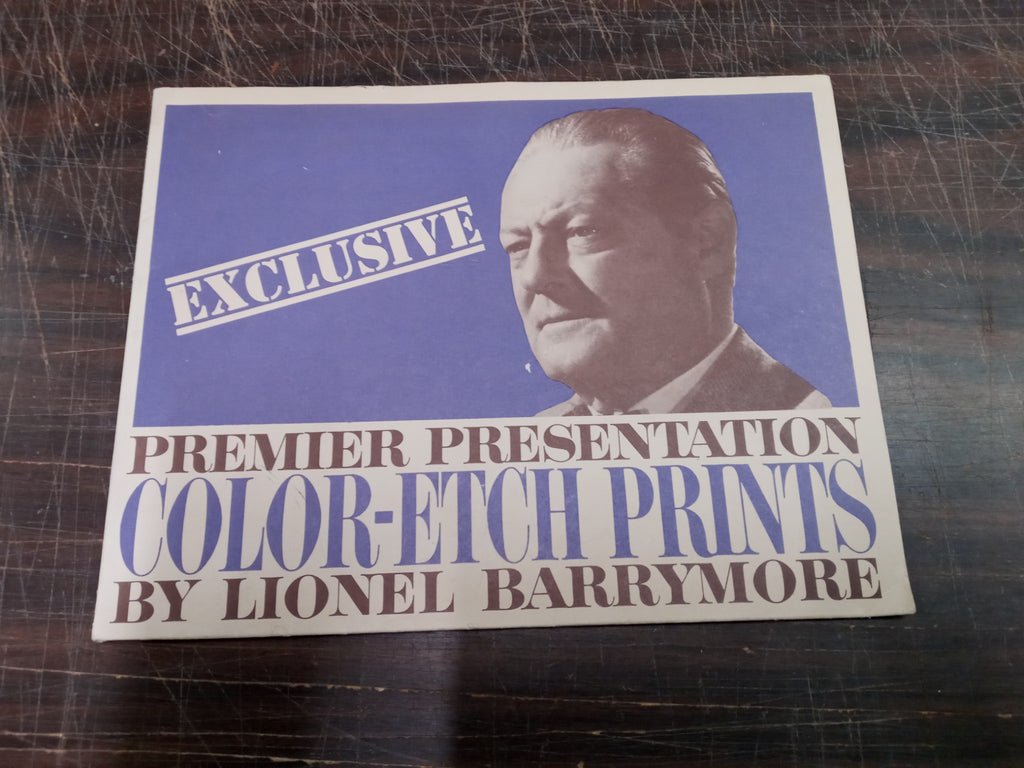 EXCLUSIVE
PREMIER PRESENTATION
COLOR-ETCH PRINTS
BY LIONEL BARRYMORE